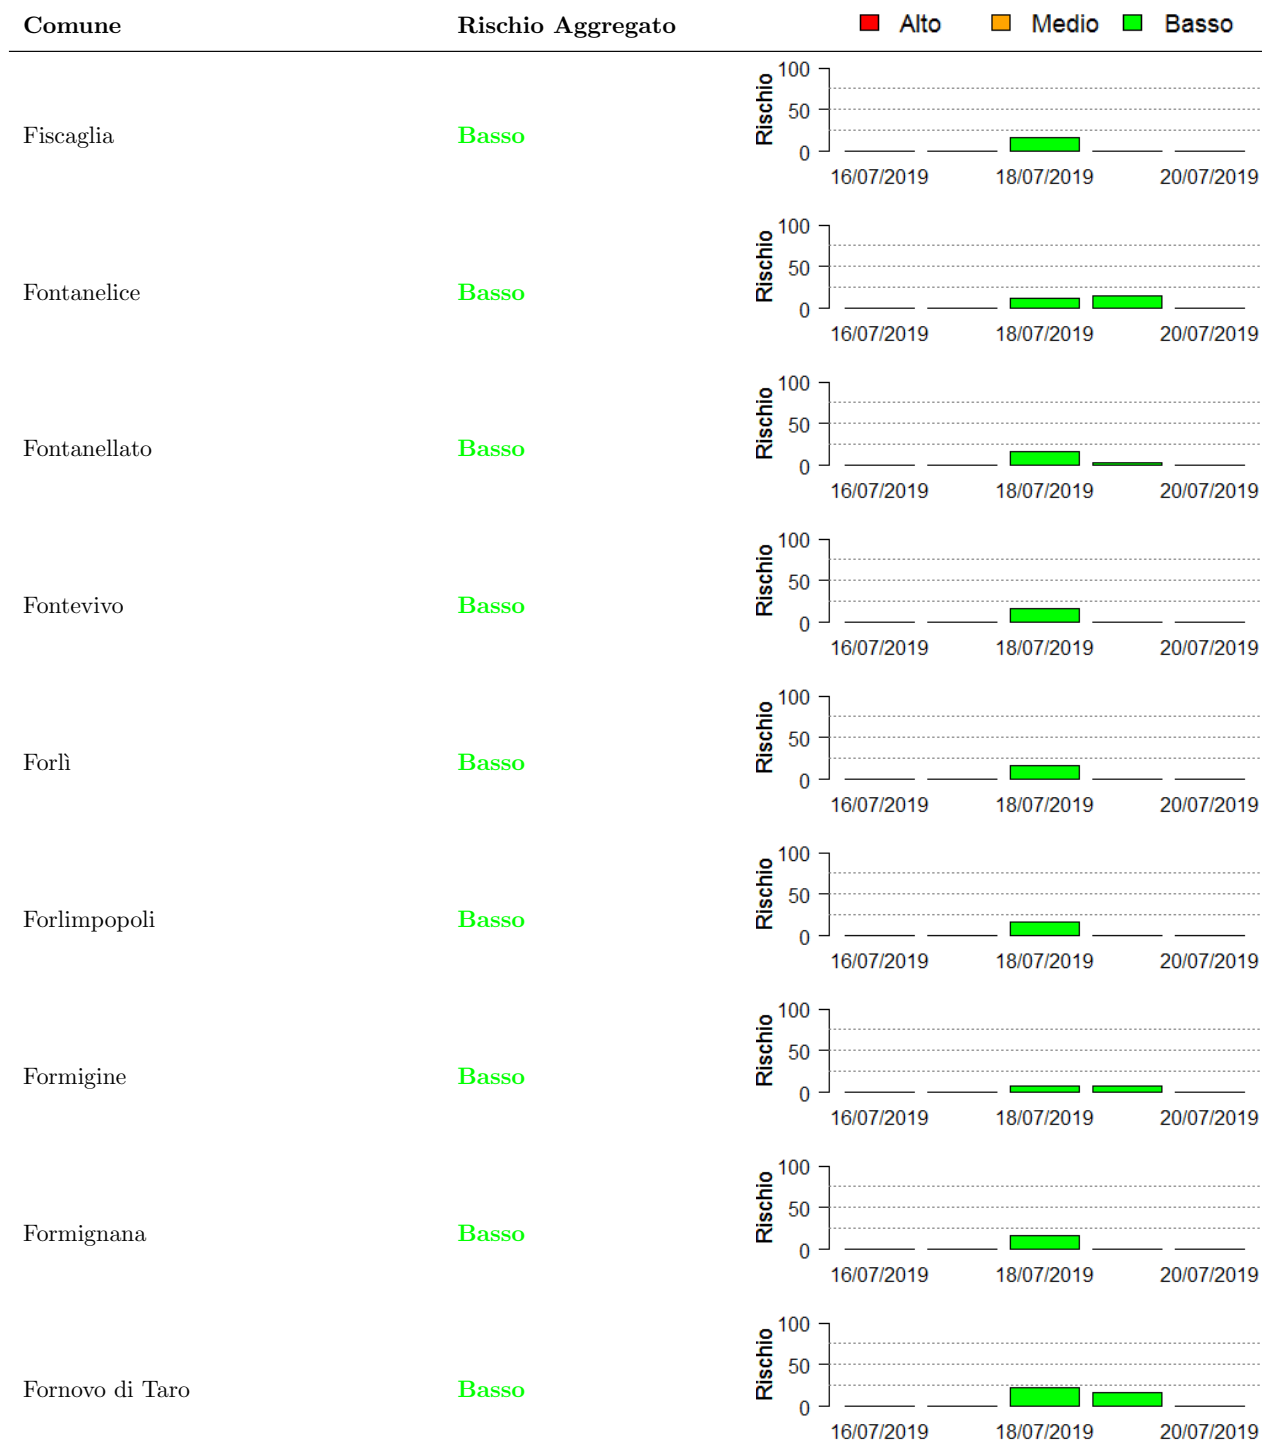 Comune Rischio Aggregato Alto Medio Basso
100
50
0
Rischio
Fiscaglia Basso
16/07/2019 18/07/2019 20/07/2019
100
50
0
Rischio
Fontanelice Basso
16/07/2019 18/07/2019 20/07/2019
100
50
0
Rischio
Fontanellato Basso
16/07/2019 18/07/2019 20/07/2019
100
50
0
Rischio
Fontevivo Basso
16/07/2019 18/07/2019 20/07/2019
100
50
0
Rischio
Forlì Basso
16/07/2019 18/07/2019 20/07/2019
100
50
0
Rischio
Forlimpopoli Basso
16/07/2019 18/07/2019 20/07/2019
100
50
0
Rischio
Formigine Basso
16/07/2019 18/07/2019 20/07/2019
100
50
0
Rischio
Formignana Basso
16/07/2019 18/07/2019 20/07/2019
100
50
0
Rischio
Fornovo di Taro Basso
16/07/2019 18/07/2019 20/07/2019